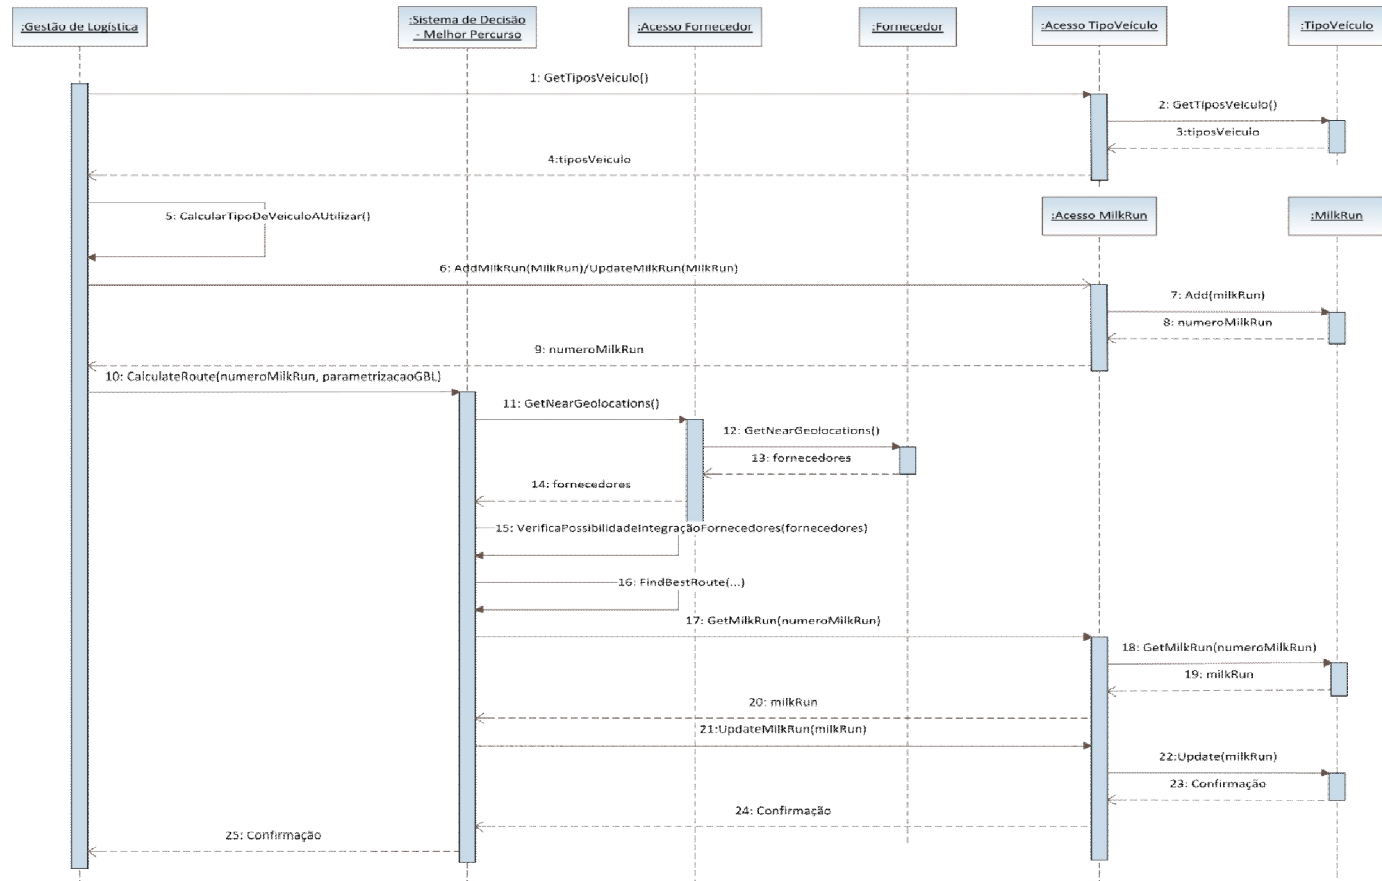 :Gestão de Logística
:Sistema de Decisão
- Melhor Percurso
:Acesso Fornecedor
:Fornecedor
:Acesso TipoVeículo
:TipoVeículo
1: GetTiposVeiculo()
2: GetTiposVeiculo()
3:tiposVeiculo
4:tiposVeiculo
5: CalcularTipoDeVeiculoAUtilizar()
:Acesso MilkRun
:MilkRun
6: AddMilkRun(MilkRun)/UpdateMilkRun(MilkRun)
7: Add(milkRun)
8: numeroMilkRun
9: numeroMilkRun
10: CalculateRoute(numeroMilkRun, parametrizacaoGBL)
11: GetNearGeolocations()
12: GetNearGeolocations()
13: fornecedores
14: fornecedores
15: VerificaPossibilidadeIntegraçãoFornecedores(fornecedores)
16: FindBestRoute(...)
17: GetMilkRun(numeroMilkRun)
18: GetMilkRun(numeroMilkRun)
19: milkRun
20: milkRun
21:UpdateMilkRun(milkRun)
22:Update(milkRun)
23: Confirmação
24: Confirmação
25: Confirmação